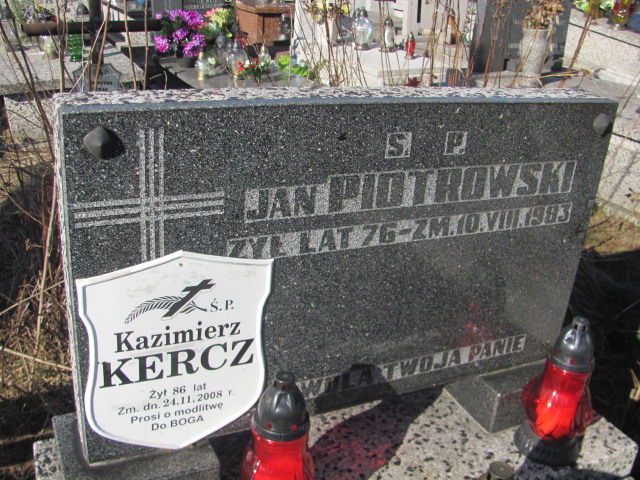 S. P.
JAN PIOTROWSKI
ŻYŁ LAT 76-ZM.10.VIII.1983
WOLA TWOJA PANIE
Ś.P.
Kazimierz
KERCZ
Żył 86 lat
Zm. dn. 24.11.2008 r.
Prosi o modlitwę
Do BOGA